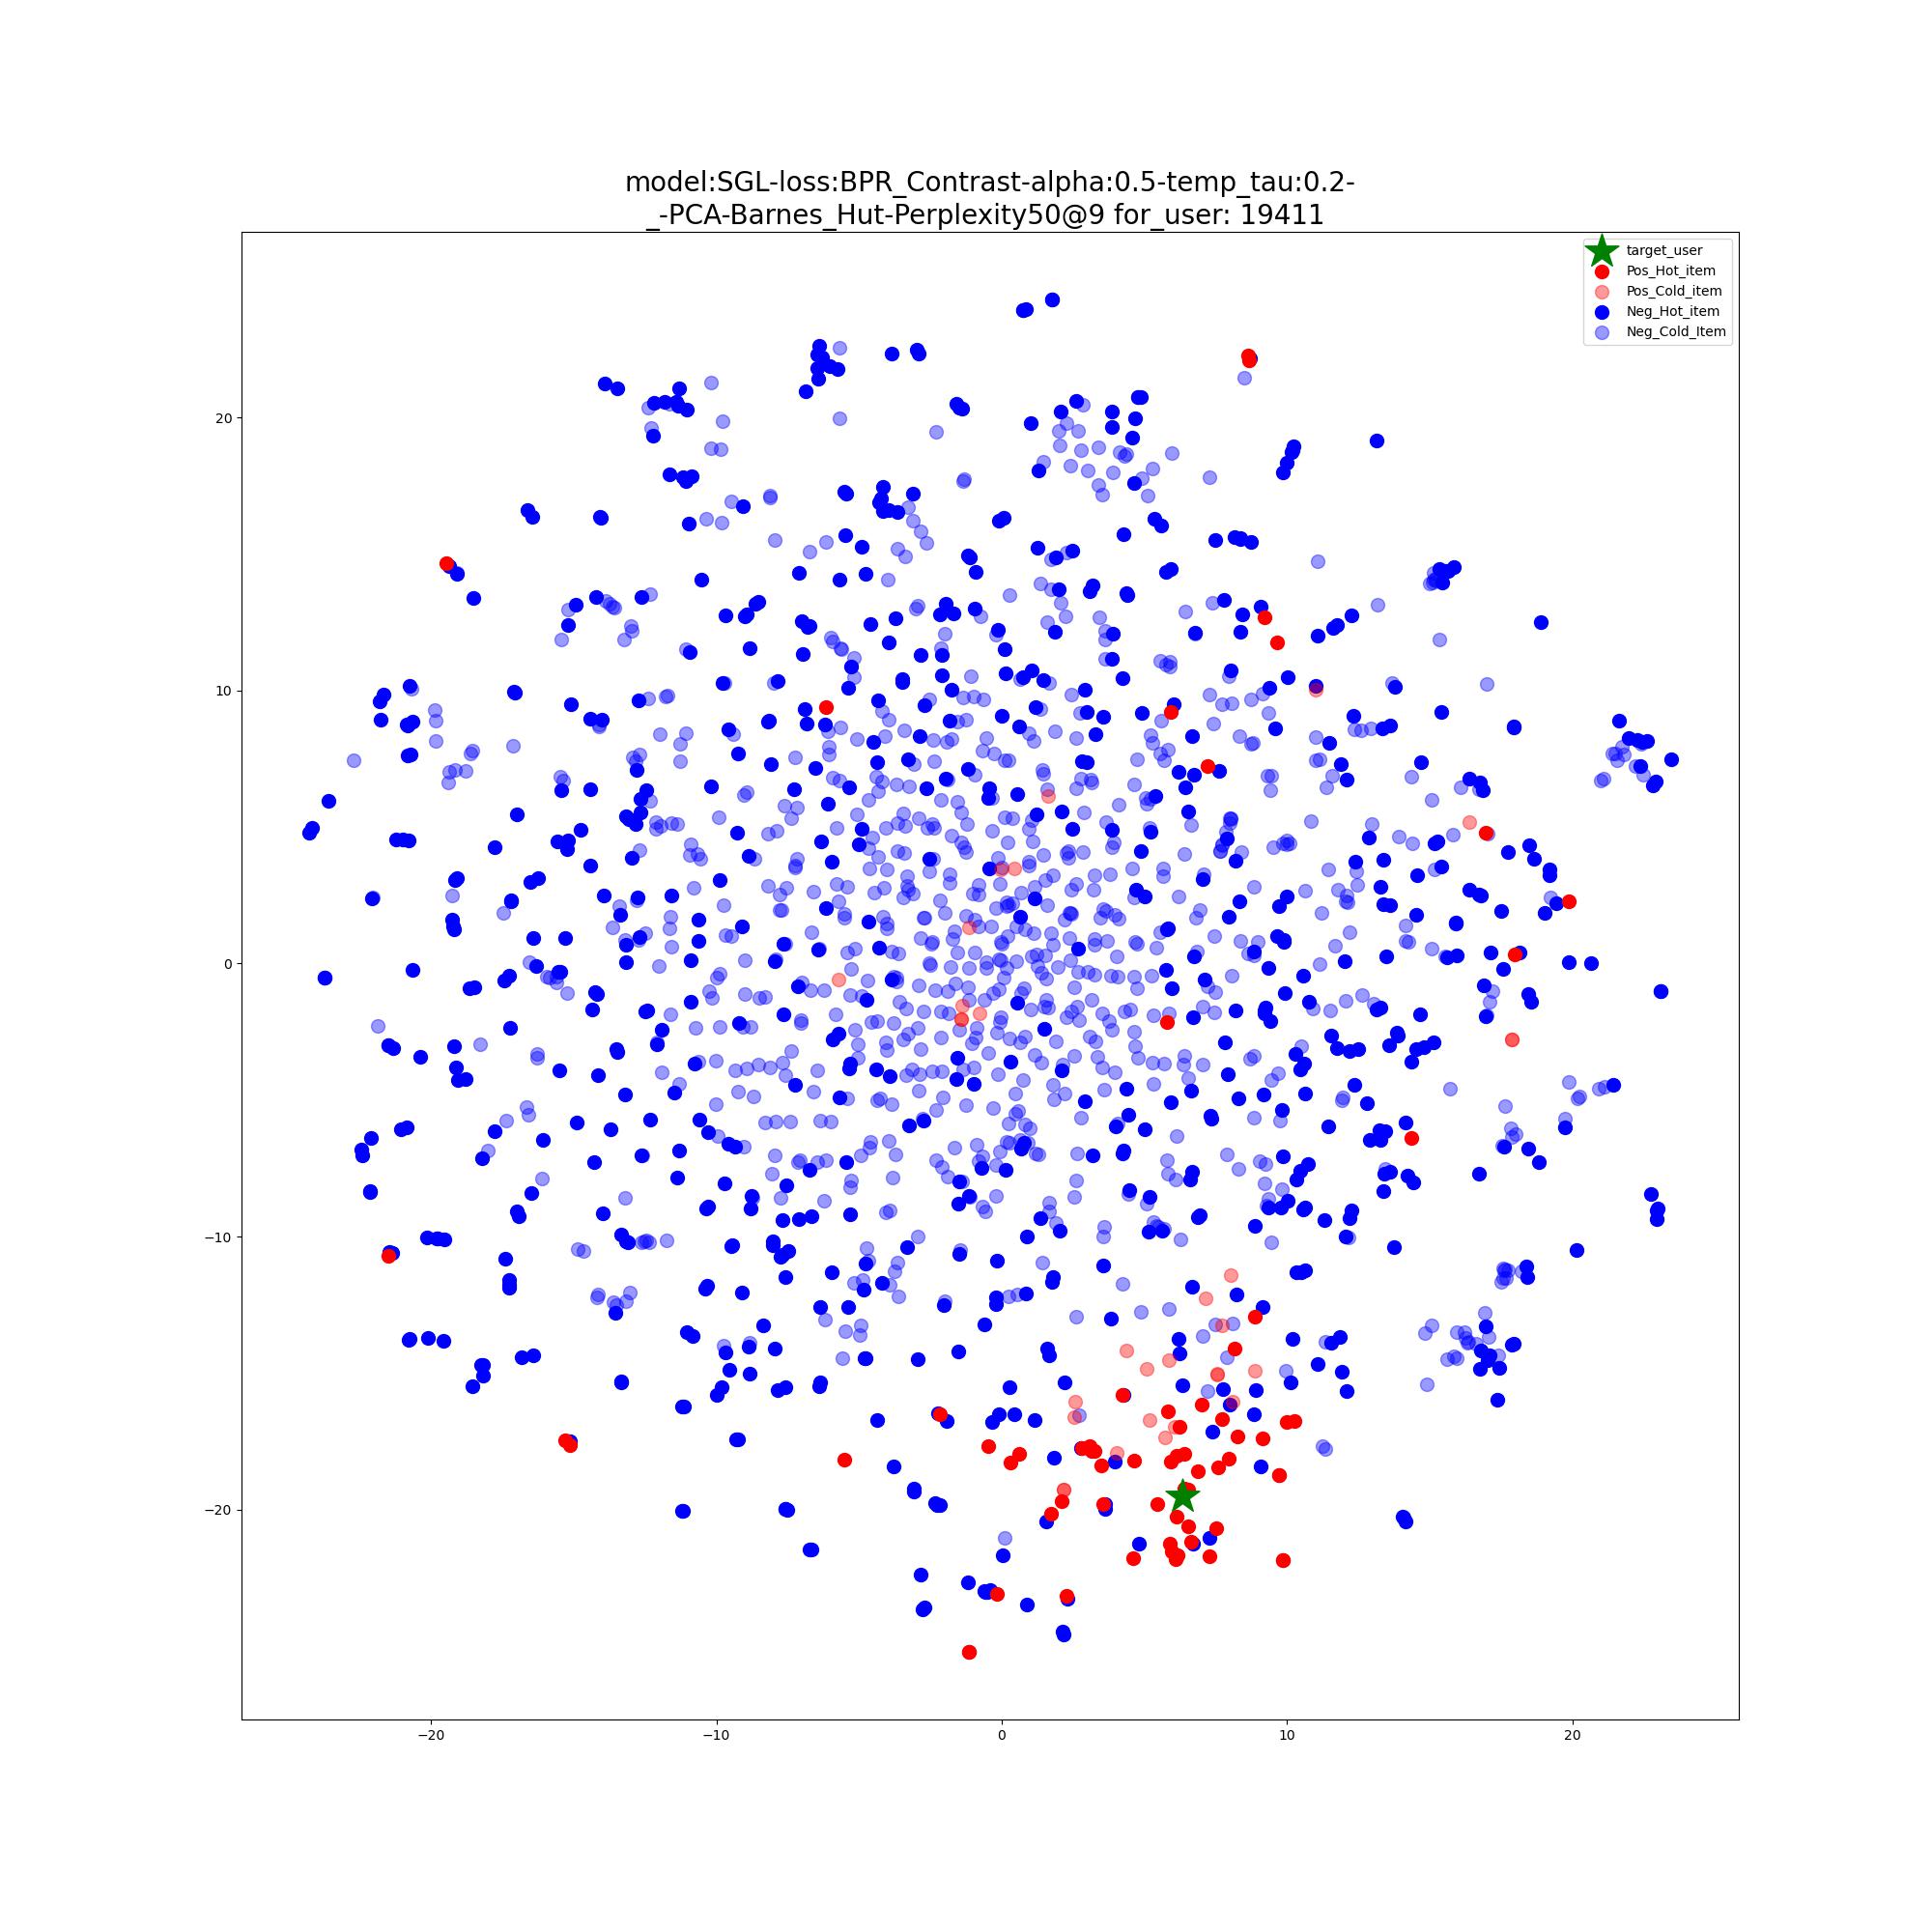 model:SGL-loss:BPR_Contrast-alpha:0.5-temp_tau:0.2-
_-PCA-Barnes_Hut-Perplexity50@9 for_user: 19411
target_user
Pos_Hot_item
Pos_Cold_item
Neg_Hot_item
Neg_Cold_Item
20
10
0
−10
−20
−20 −10 0 10 20